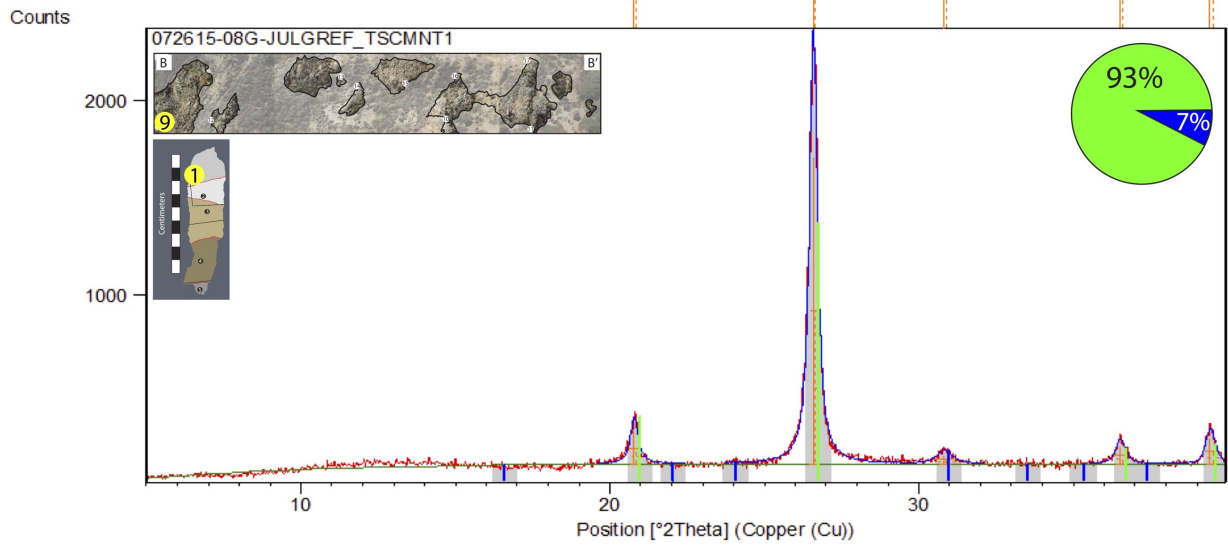 Counts
072615-08G-JULGREF_TSCMNT1
B
B'
9
93%
7%
2000
1
Centimeters
1000
10
20
30
Position [°2Theta] (Copper (Cu))